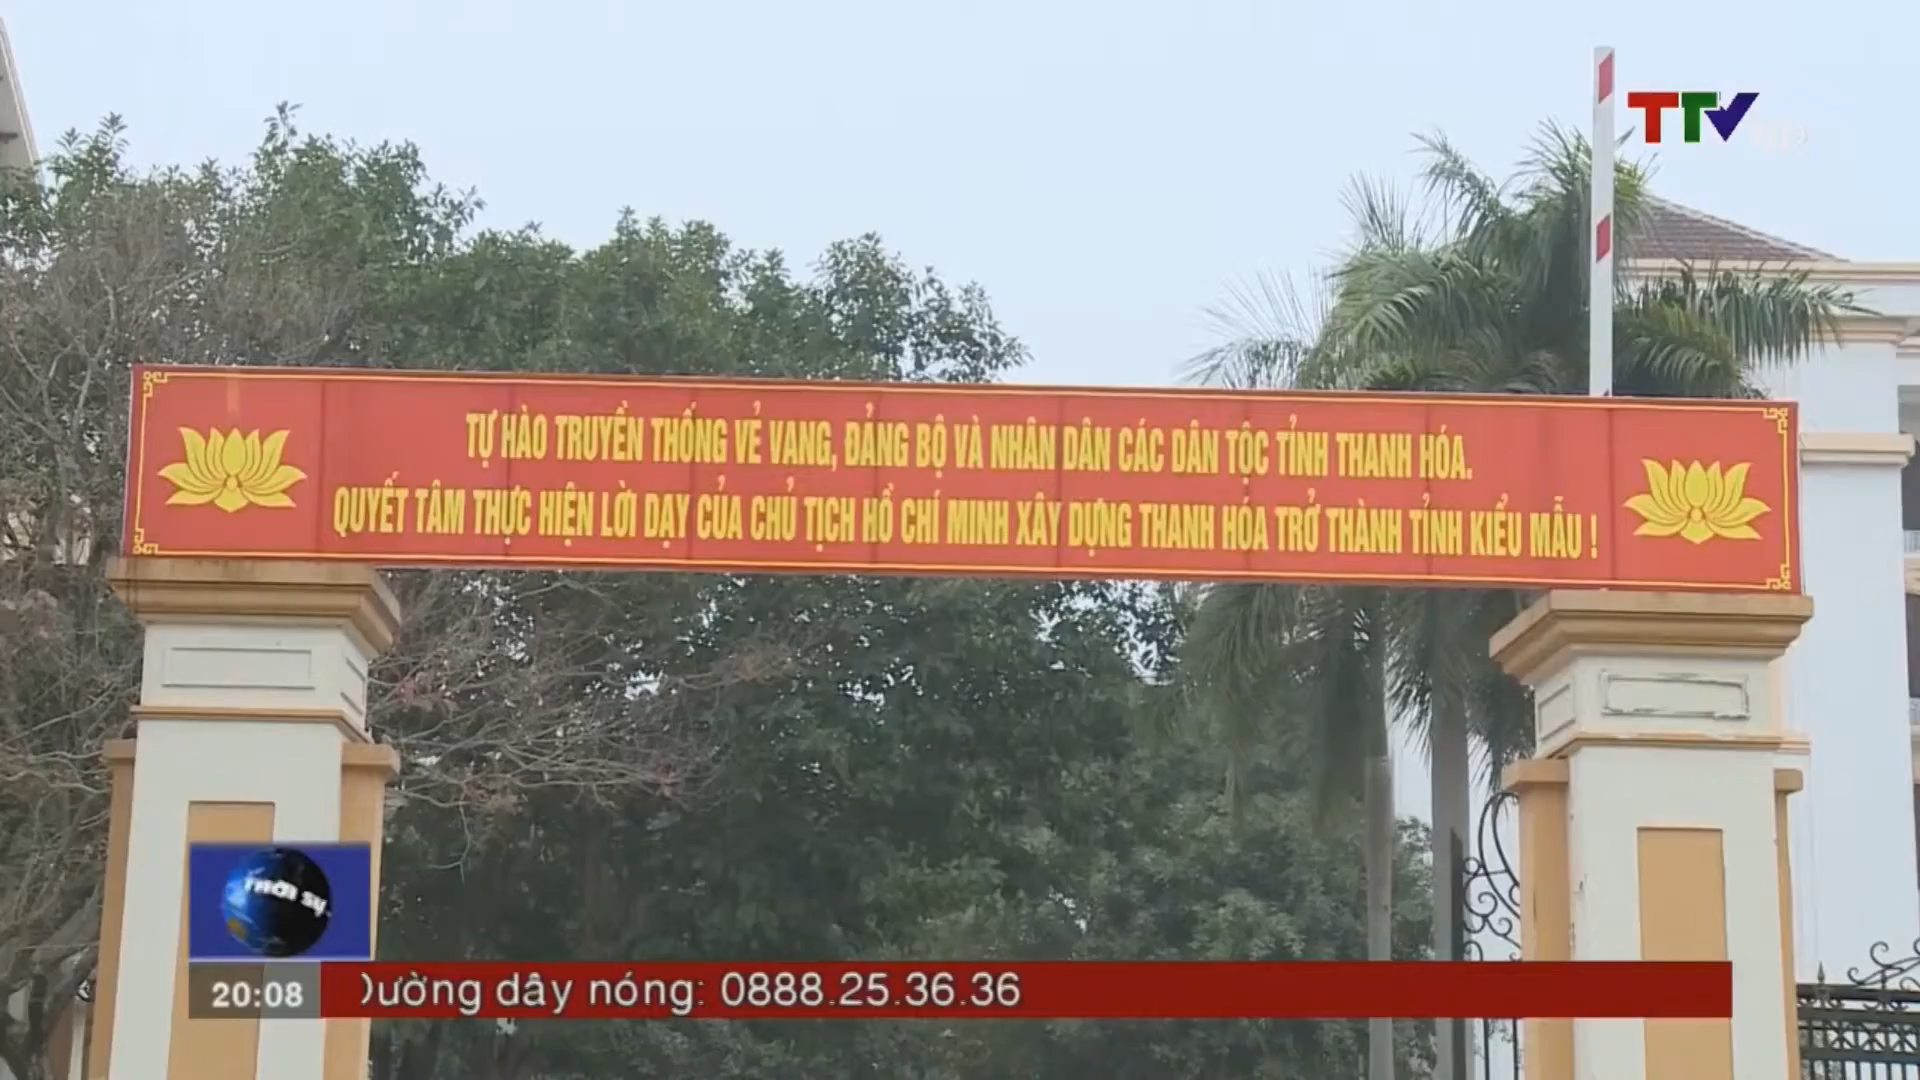 TTV
TỰ HÀO TRUYỀN THỐNG VẺ VANG, ĐẢNG BỘ VÀ NHÂN DÂN CÁC DÂN TỘC TỈNH THANH HÓA.
QUYẾT TÂM THỰC HIỆN LỜI DẠY CỦA CHỦ TỊCH HỒ CHÍ MINH XÂY DỰNG THANH HÓA TRỞ THÀNH TỈNH KIỂU MẪU !
THỜI SỰ
20:08 Đường dây nóng: 0888.25.36.36